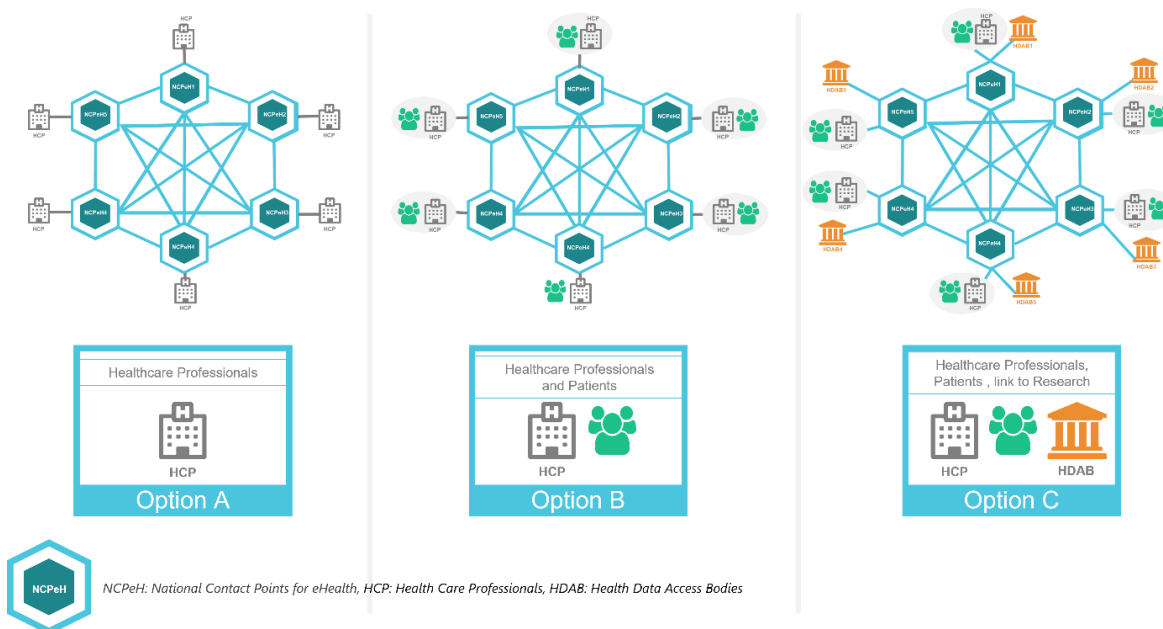 HCP
NCPeH1
NCPeH5
NCPeH2
HCP
HCP
NCPeH4
NCPeH3
HCP
HCP
NCPeH4
HCP
Healthcare Professionals
HCP
Option A
HCP
NCPeH1
NCPeH5
NCPeH2
HCP
HCP
NCPeH4
NCPeH3
HCP
HCP
NCPeH4
HCP
Healthcare Professionals
and Patients
HCP
Option B
HCP
HDAB1
NCPeH1
HDAB5
HDAB2
NCPeH5
NCPeH2
HCP
HCP
NCPeH4
NCPeH3
HCP
HCP
HDAB4
NCPeH4
HDAB3
HCP
HDAB5
Healthcare Professionals,
Patients , link to Research
HCP
HDAB
Option C
NCPeH
NCPeH: National Contact Points for eHealth, HCP: Health Care Professionals, HDAB: Health Data Access Bodies